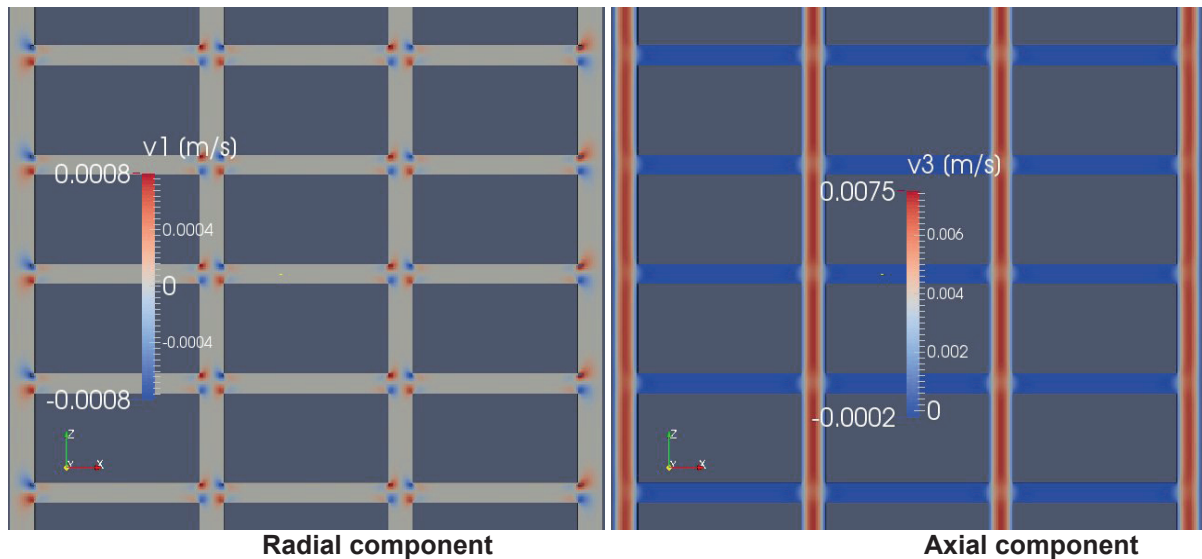 v1 (m/s)
0.0008
0.0004
0
-0.0004
-0.0008
Z
Y
X
Radial component
v3 (m/s)
0.0075
0.006
0.004
0.002
0
-0.0002
Z
Y
X
Axial component